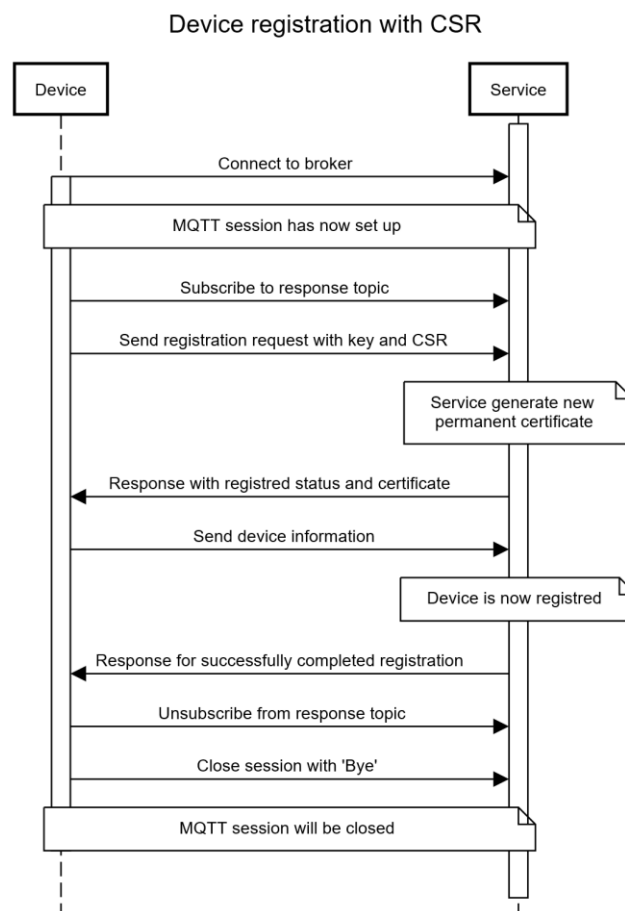 Device registration with CSR
Device
Service
Connect to broker
MQTT session has now set up
Subscribe to response topic
Send registration request with key and CSR
Service generate new
permanent certificate
Response with registred status and certificate
Send device information
Device is now registred
Response for successfully completed registration
Unsubscribe from response topic
Close session with 'Bye'
MQTT session will be closed